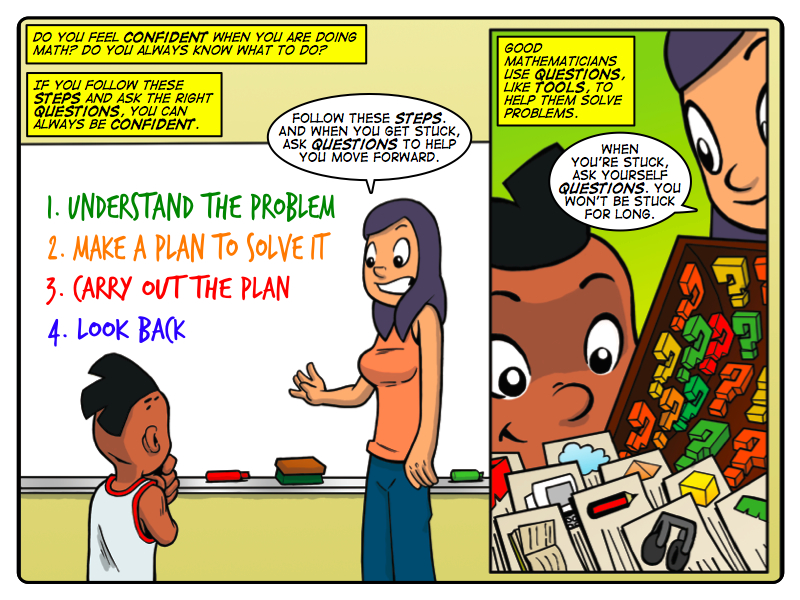 DO YOU FEEL CONFIDENT WHEN YOU ARE DOING
MATH? DO YOU ALWAYS KNOW WHAT TO DO?
IF YOU FOLLOW THESE
STEPS AND ASK THE RIGHT
QUESTIONS, YOU CAN
ALWAYS BE CONFIDENT.
FOLLOW THESE STEPS.
AND WHEN YOU GET STUCK,
ASK QUESTIONS TO HELP
YOU MOVE FORWARD.
1. UNDERSTAND THE PROBLEM
2. MAKE A PLAN TO SOLVE IT
3. CARRY OUT THE PLAN
4. LOOK BACK
GOOD
MATHEMATICIANS
USE QUESTIONS,
LIKE TOOLS, TO
HELP THEM SOLVE
PROBLEMS.
WHEN
YOU'RE STUCK,
ASK YOURSELF
QUESTIONS. YOU
WON'T BE STUCK
FOR LONG.